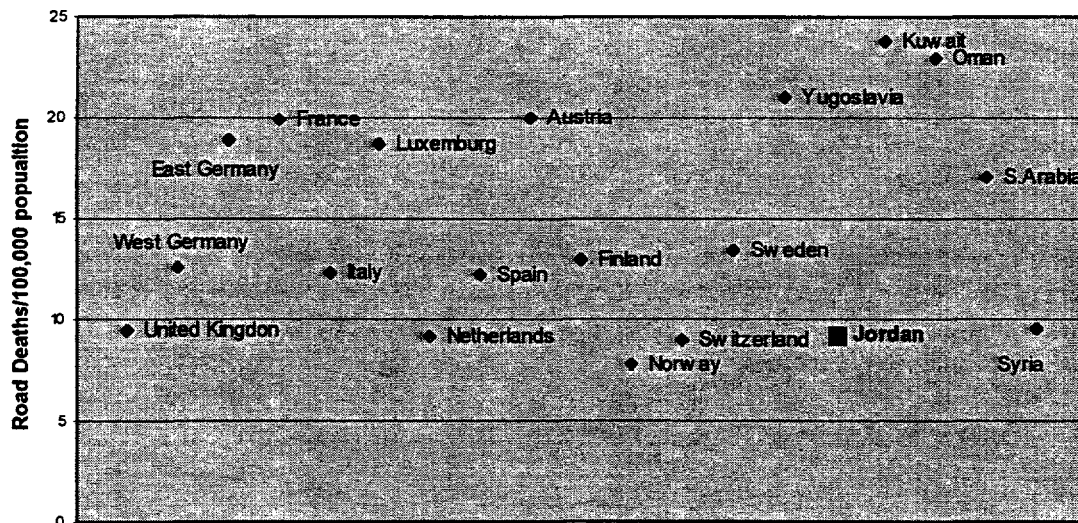 Road Deaths/100,000 popualtion
25
20
15
10
5
0
Kuwait
Oman
Yugoslavia
France
Austria
Luxemburg
East Germany
S.Arabia
West Germany
Italy
Spain
Finland
Sweden
United Kingdon
Netherlands
Switzerland
Jordan
Norway
Syria